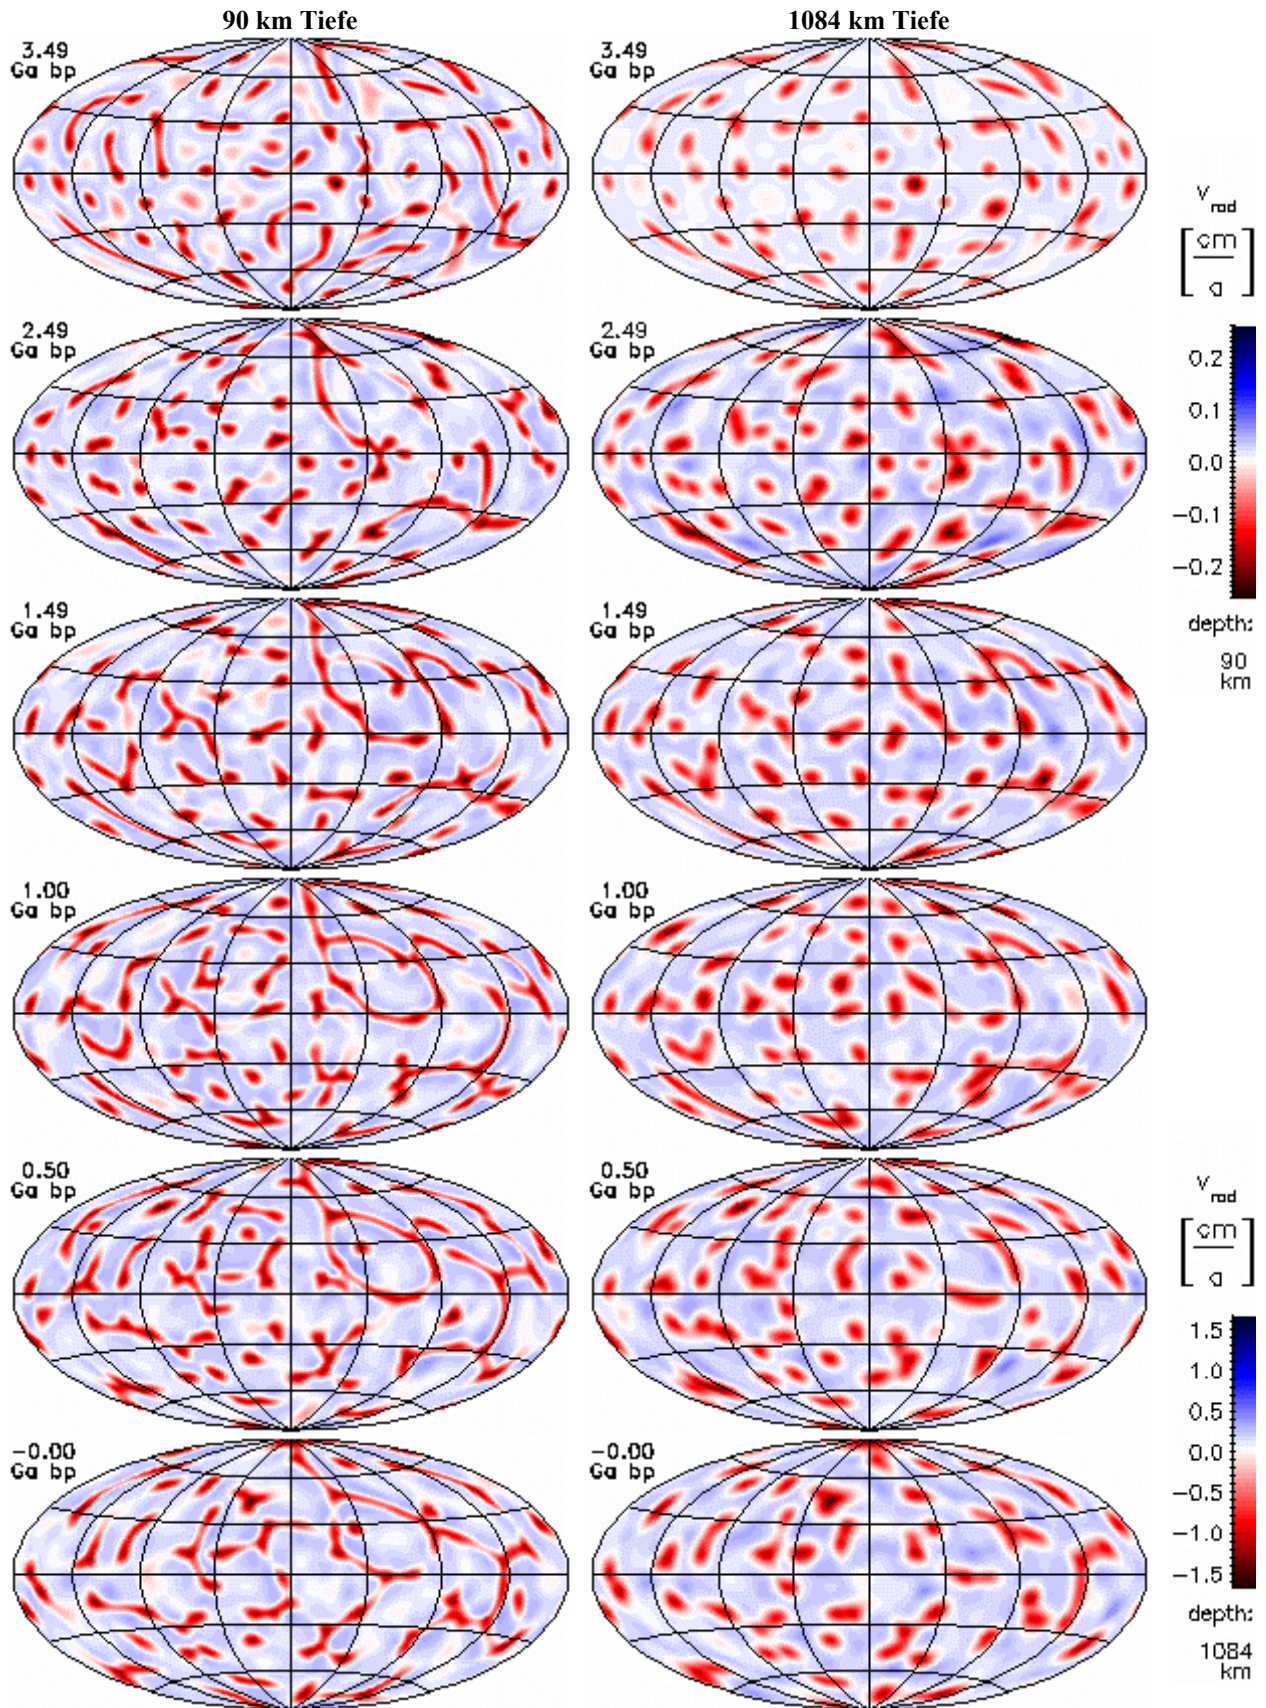 90 km Tiefe
1084 km Tiefe
3.49
Ga bp
3.49
Ga bp
2.49
Ga bp
2.49
Ga bp
1.49
Ga bp
1.49
Ga bp
1.00
Ga bp
1.00
Ga bp
0.50
Ga bp
0.50
Ga bp
-0.00
Ga bp
-0.00
Ga bp
v rad
[cm
a]
0.2
0.1
0.0
-0.1
-0.2
depth:
90
km
v rad
[cm
a]
1.5
1.0
0.5
0.0
-0.5
-1.0
-1.5
depth:
1084
km